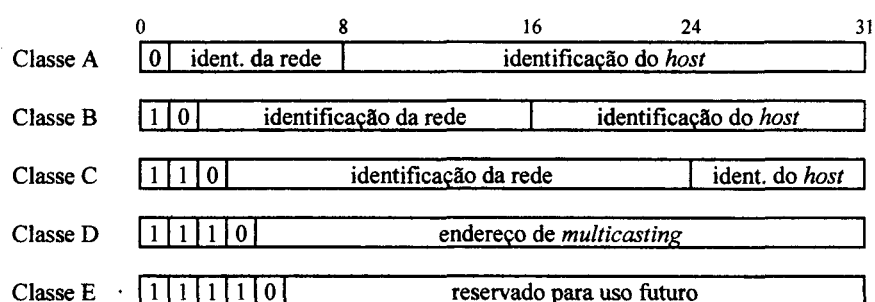 0 8 16 24 31
Classe A 0 ident. da rede identificação do host
Classe B 1 0 identificação da rede identificação do host
Classe C 1 1 0 identificação da rede ident. do host
Classe D 1 1 1 0 endereço de multicasting
Classe E 1 1 1 1 0 reservado para uso futuro